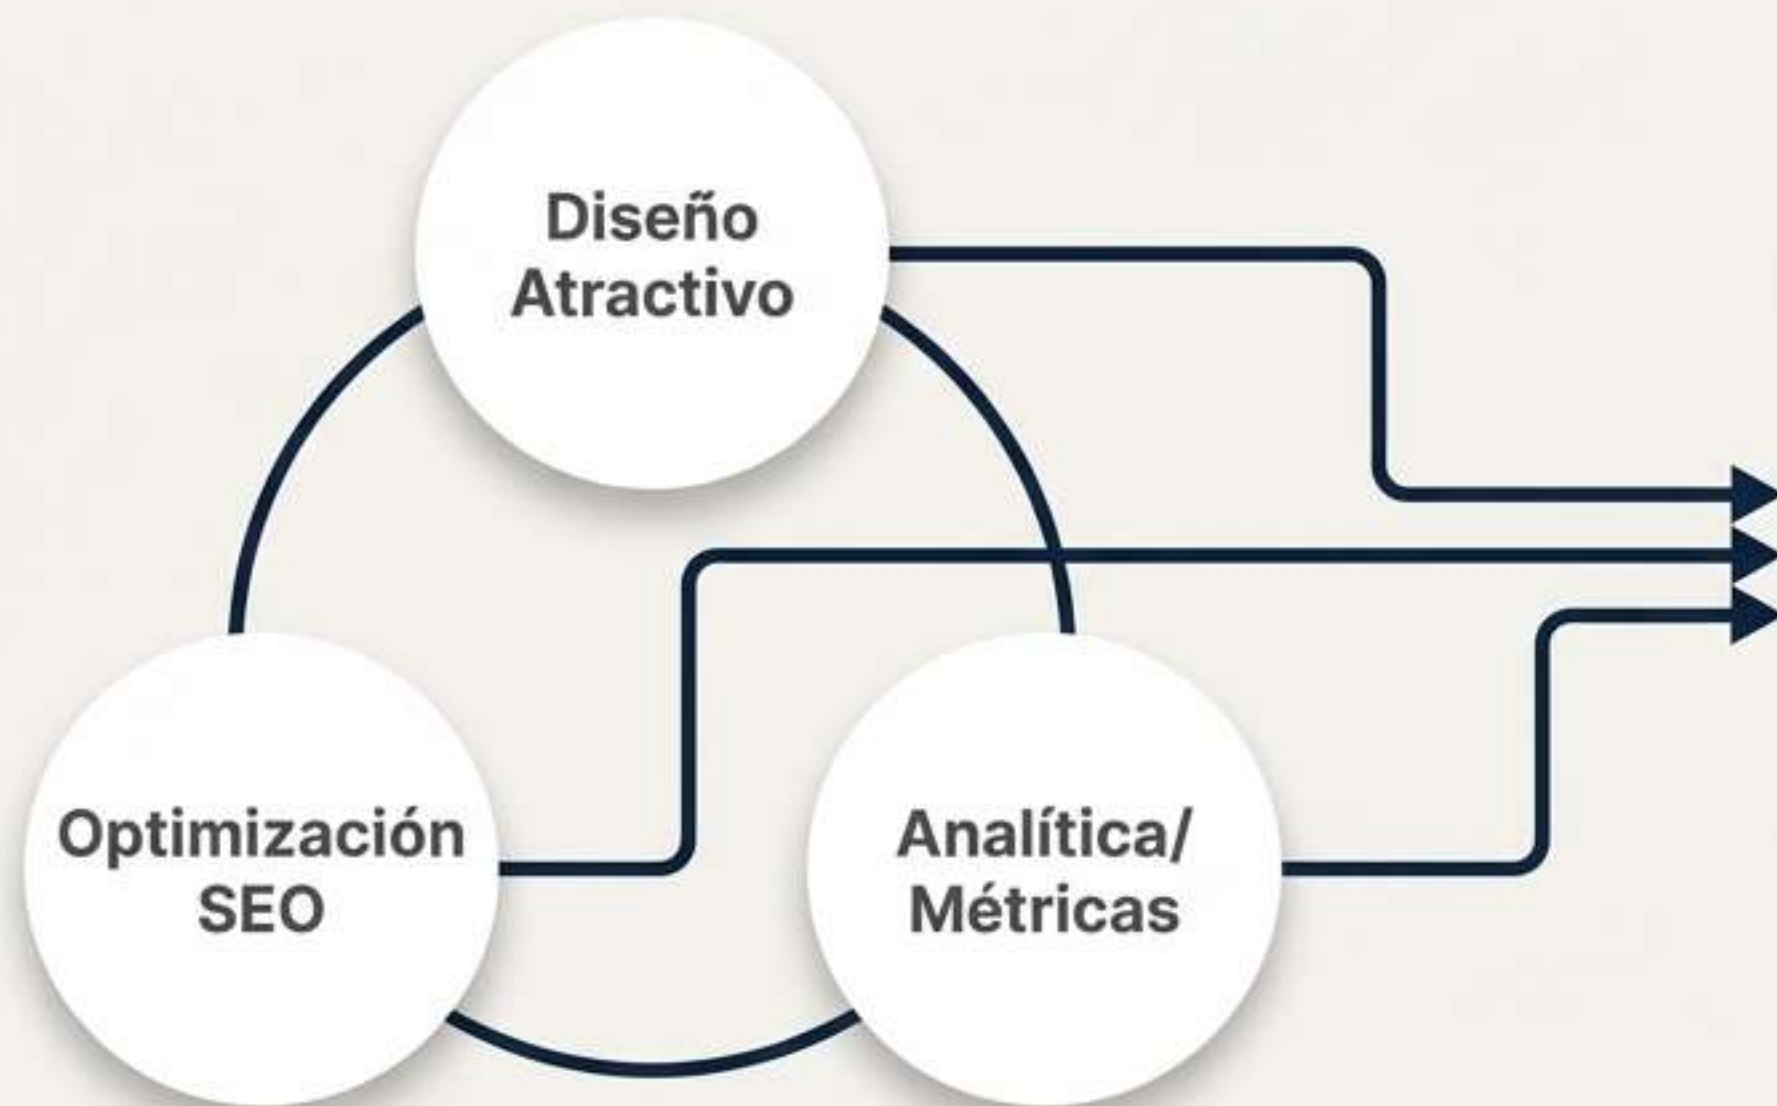 Diseño
Atractivo
Optimización
SEO
Analítica/
Métricas